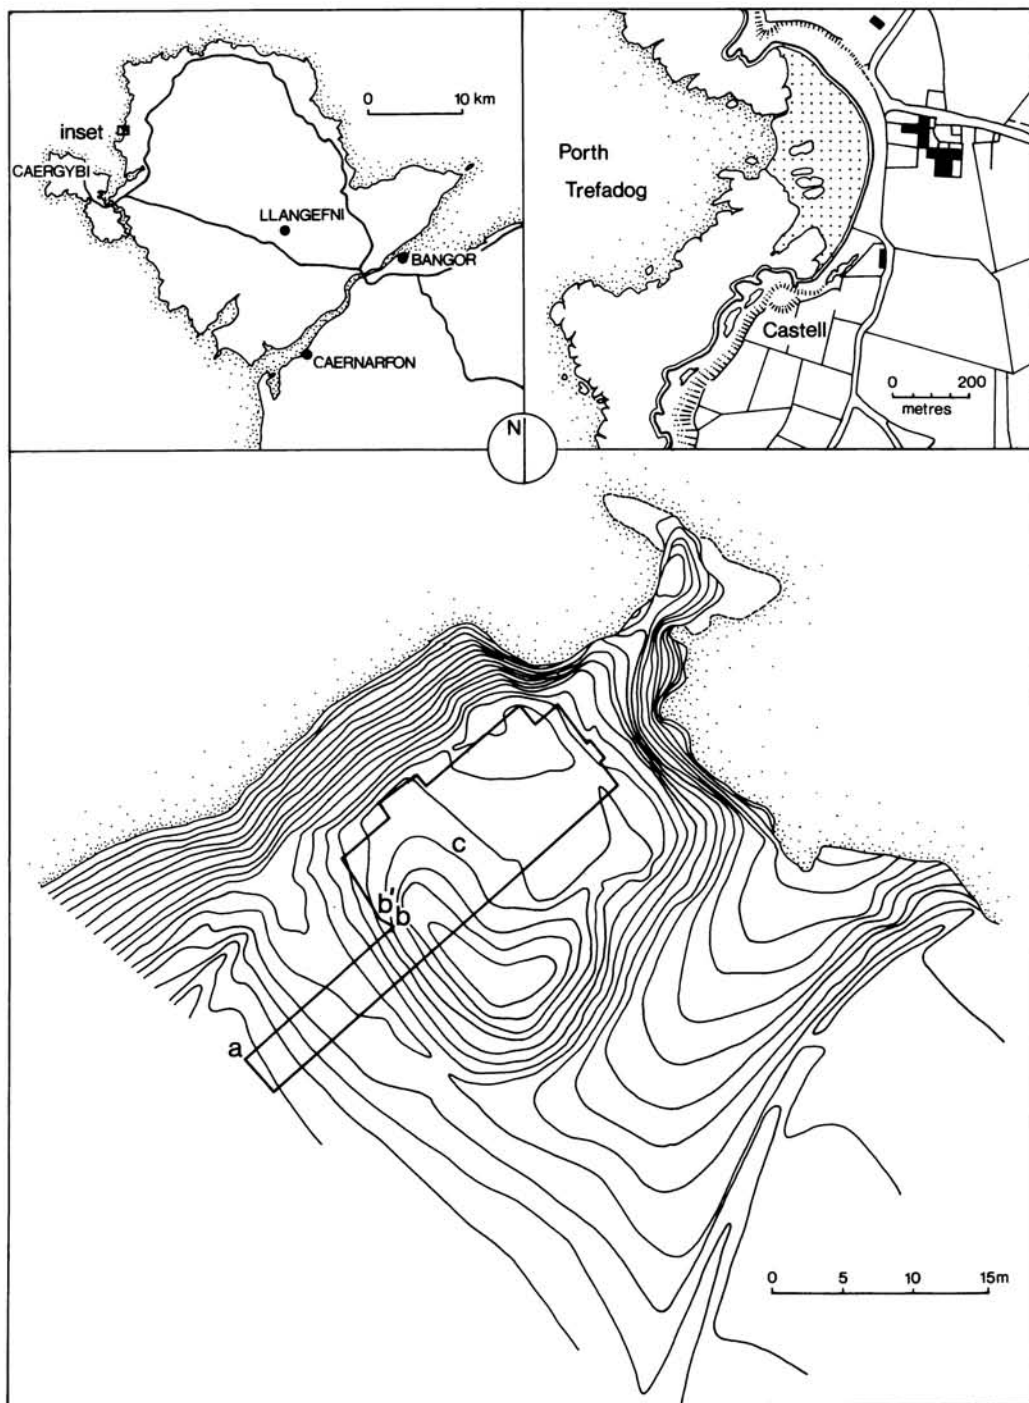 0 10 km
inset
CAERGYBI
LLANGEFNI
BANGOR
CAERNARFON
Porth
Trefadog
Castell
0 200
metres
N
c
b'
b
a
0 5 10 15m